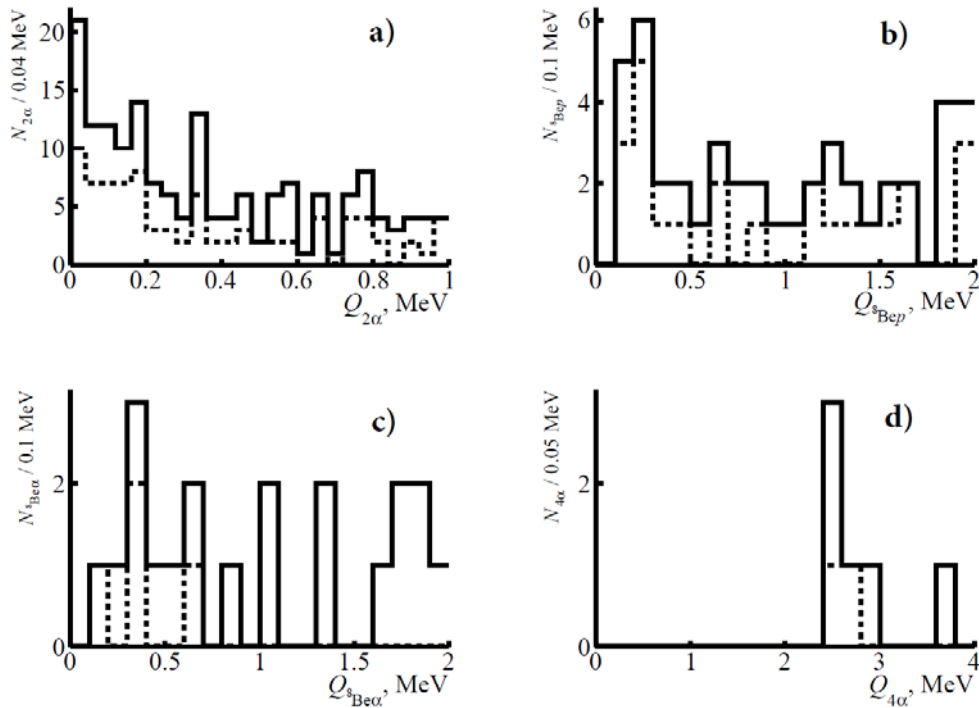 a)
N2α / 0.04 MeV
20
15
10
5
0
0 0.2 0.4 0.6 0.8 1
Q2α, MeV
b)
N8Bep / 0.1 MeV
6
4
2
0
0 0.5 1 1.5 2
Q8Bep, MeV
c)
N8Beα / 0.1 MeV
2
0
0 0.5 1 1.5 2
Q8Beα, MeV
d)
N4α / 0.05 MeV
2
0
0 1 2 3 4
Q4α, MeV